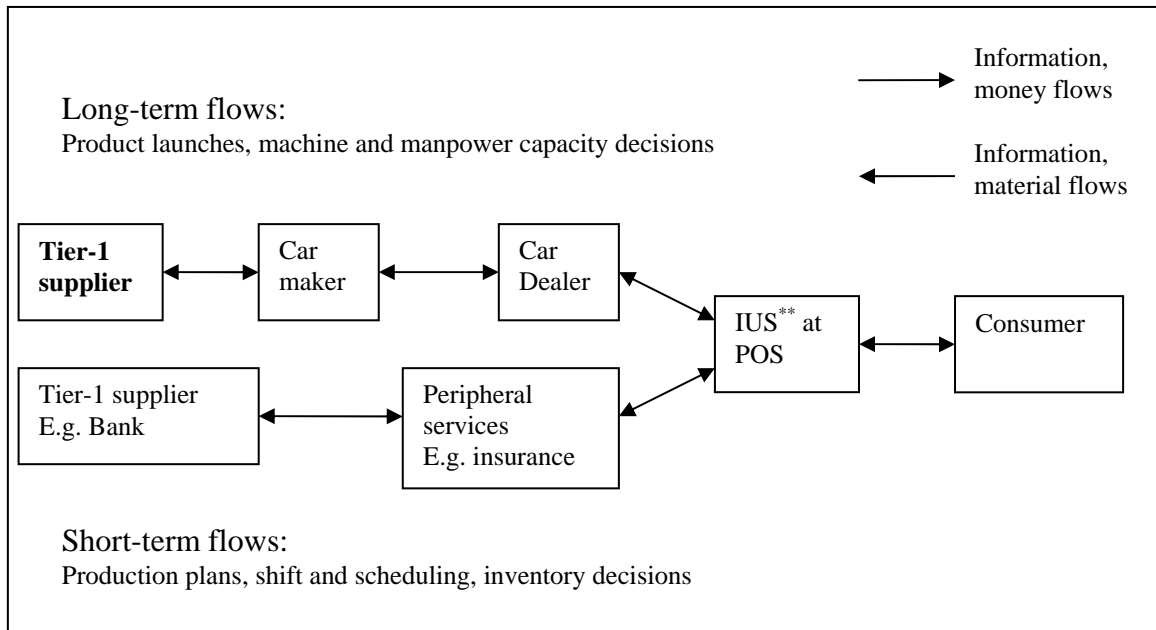 Information,
money flows
Long-term flows:
Product launches, machine and manpower capacity decisions
Information,
material flows
Tier-1
supplier
Car
maker
Car
Dealer
IUS** at
POS
Consumer
Tier-1 supplier
E.g. Bank
Peripheral
services
E.g. insurance
Short-term flows:
Production plans, shift and scheduling, inventory decisions